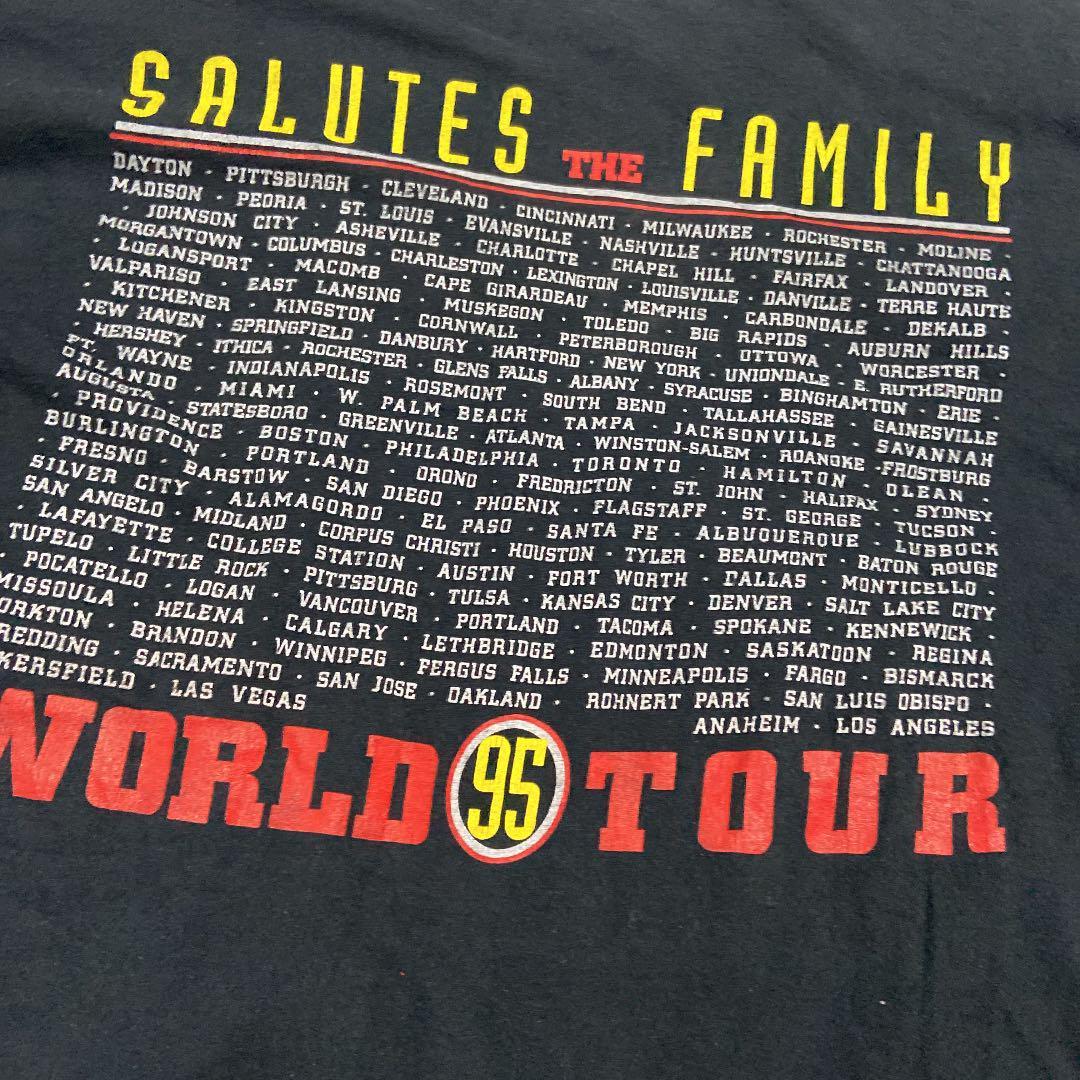 SALUTES THE FAMILY
DAYTON · PITTSBURGH · CLEVELAND · CINCINNATI · MILWAUKEE · ROCHESTER · MOLINE ·
MADISON · PEORIA · ST. LOUIS · EVANSVILLE · NASHVILLE · HUNTSVILLE · CHATTANOOGA
· JOHNSON CITY · ASHEVILLE · CHARLOTTE · CHAPEL HILL · FAIRFAX · LANDOVER ·
MORGANTOWN · COLUMBUS · CHARLESTON · LEXINGTON · LOUISVILLE · DANVILLE · TERRE HAUTE
· LOGANSPORT · MACOMB · CAPE GIRARDEAU · MEMPHIS · CARBONDALE · DEKALB ·
VALPARISO · EAST LANSING · MUSKEGON · TOLEDO · BIG RAPIDS · AUBURN HILLS
· KITCHENER · KINGSTON · CORNWALL · PETERBOROUGH · OTTOWA · WORCESTER ·
NEW HAVEN · SPRINGFIELD · DANBURY · HARTFORD · NEW YORK · UNIONDALE · E. RUTHERFORD
· HERSHEY · ITHICA · ROCHESTER · GLENS FALLS · ALBANY · SYRACUSE · BINGHAMTON · ERIE ·
FT. WAYNE · INDIANAPOLIS · ROSEMONT · SOUTH BEND · TALLAHASSEE · GAINESVILLE
ORLANDO · MIAMI · W. PALM BEACH · TAMPA · JACKSONVILLE · SAVANNAH
AUGUSTA · STATESBORO · GREENVILLE · ATLANTA · WINSTON-SALEM · ROANOKE · FROSTBURG
· PROVIDENCE · BOSTON · PHILADELPHIA · TORONTO · HAMILTON · OLEAN ·
BURLINGTON · PORTLAND · ORONO · FREDRICTON · ST. JOHN · HALIFAX · SYDNEY
· FRESNO · BARSTOW · SAN DIEGO · PHOENIX · FLAGSTAFF · ST. GEORGE · TUCSON ·
SILVER CITY · ALAMAGORDO · EL PASO · SANTA FE · ALBUQUERQUE · LUBBOCK
SAN ANGELO · MIDLAND · CORPUS CHRISTI · HOUSTON · TYLER · BEAUMONT · BATON ROUGE
· LAFAYETTE · COLLEGE STATION · AUSTIN · FORT WORTH · DALLAS · MONTICELLO ·
TUPELO · LITTLE ROCK · PITTSBURG · TULSA · KANSAS CITY · DENVER · SALT LAKE CITY
· POCATELLO · LOGAN · VANCOUVER · PORTLAND · TACOMA · SPOKANE · KENNEWICK ·
MISSOULA · HELENA · CALGARY · LETHBRIDGE · EDMONTON · SASKATOON · REGINA
ORKTON · BRANDON · WINNIPEG · FERGUS FALLS · MINNEAPOLIS · FARGO · BISMARCK
REDDING · SACRAMENTO · SAN JOSE · OAKLAND · ROHNERT PARK · SAN LUIS OBISPO ·
KERSFIELD · LAS VEGAS ANAHEIM · LOS ANGELES
WORLD 95 TOUR